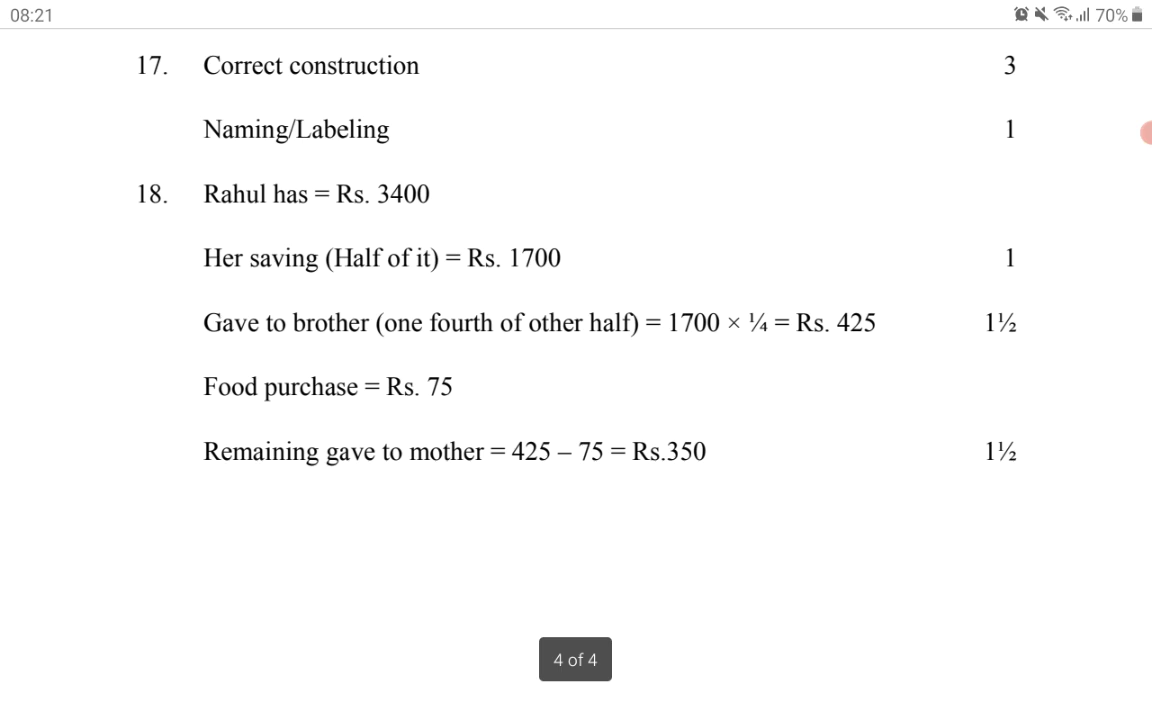 08:21 70%
17. Correct construction 3
Naming/Labeling 1
18. Rahul has = Rs. 3400
Her saving (Half of it) = Rs. 1700 1
Gave to brother (one fourth of other half) = 1700 × ¼ = Rs. 425 1½
Food purchase = Rs. 75
Remaining gave to mother = 425 – 75 = Rs.350 1½
4 of 4